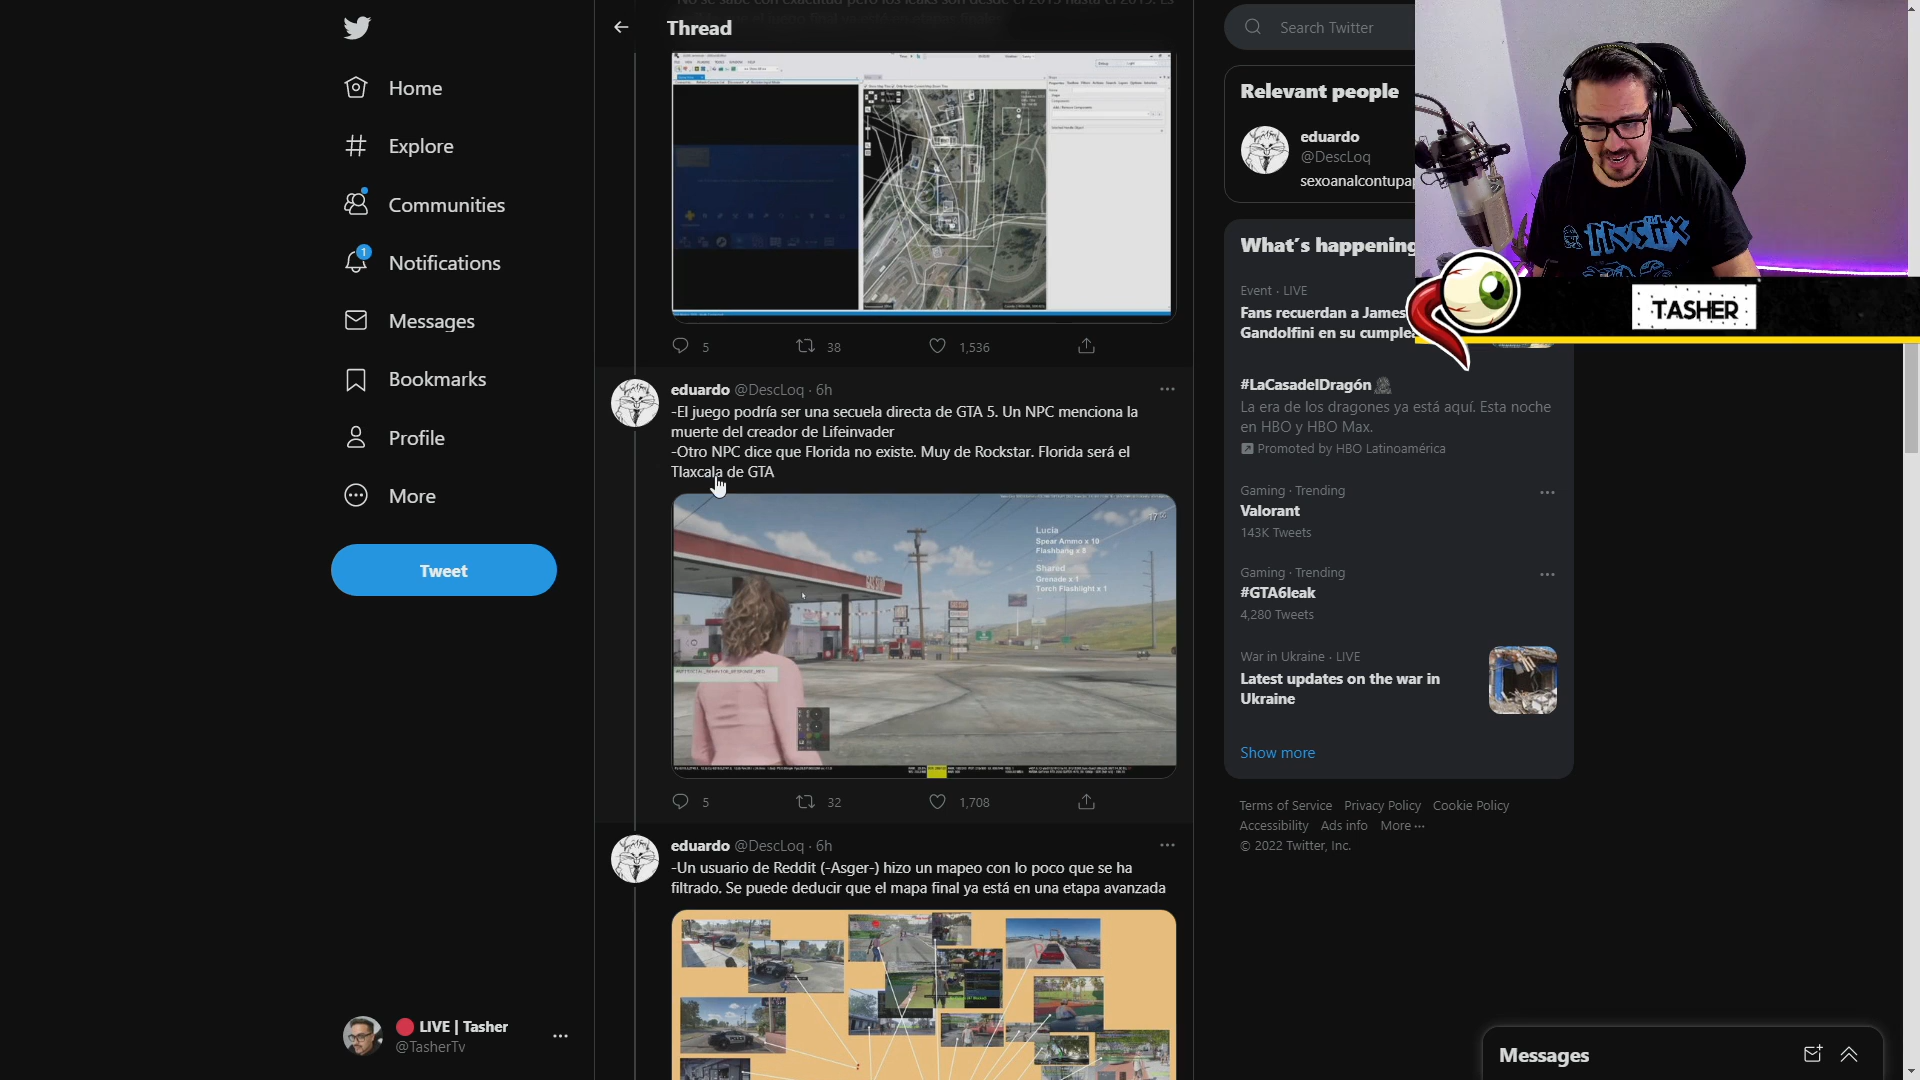 Home
Explore
Communities
1
Notifications
Messages
Bookmarks
Profile
More
Tweet
LIVE | Tasher
@TasherTv
Thread
5
38
1,536
eduardo @DescLoq · 6h
-El juego podría ser una secuela directa de GTA 5. Un NPC menciona la
muerte del creador de Lifeinvader
-Otro NPC dice que Florida no existe. Muy de Rockstar. Florida será el
Tlaxcala de GTA
Lucia
Spear Ammo x 10
Flashbang x 8
Shared
Grenade x 1
Torch Flashlight x 1
5
32
1,708
eduardo @DescLoq · 6h
-Un usuario de Reddit (-Asger-) hizo un mapeo con lo poco que se ha
filtrado. Se puede deducir que el mapa final ya está en una etapa avanzada
Search Twitter
Relevant people
eduardo
@DescLoq
sexoanalcontupap
What's happening
Event · LIVE
Fans recuerdan a James
Gandolfini en su cumple
#LaCasadelDragón
La era de los dragones ya está aquí. Esta noche
en HBO y HBO Max.
Promoted by HBO Latinoamérica
Gaming · Trending
Valorant
143K Tweets
Gaming · Trending
#GTA6leak
4,280 Tweets
War in Ukraine · LIVE
Latest updates on the war in
Ukraine
Show more
Terms of Service Privacy Policy Cookie Policy
Accessibility Ads info More
© 2022 Twitter, Inc.
TASHER
Messages